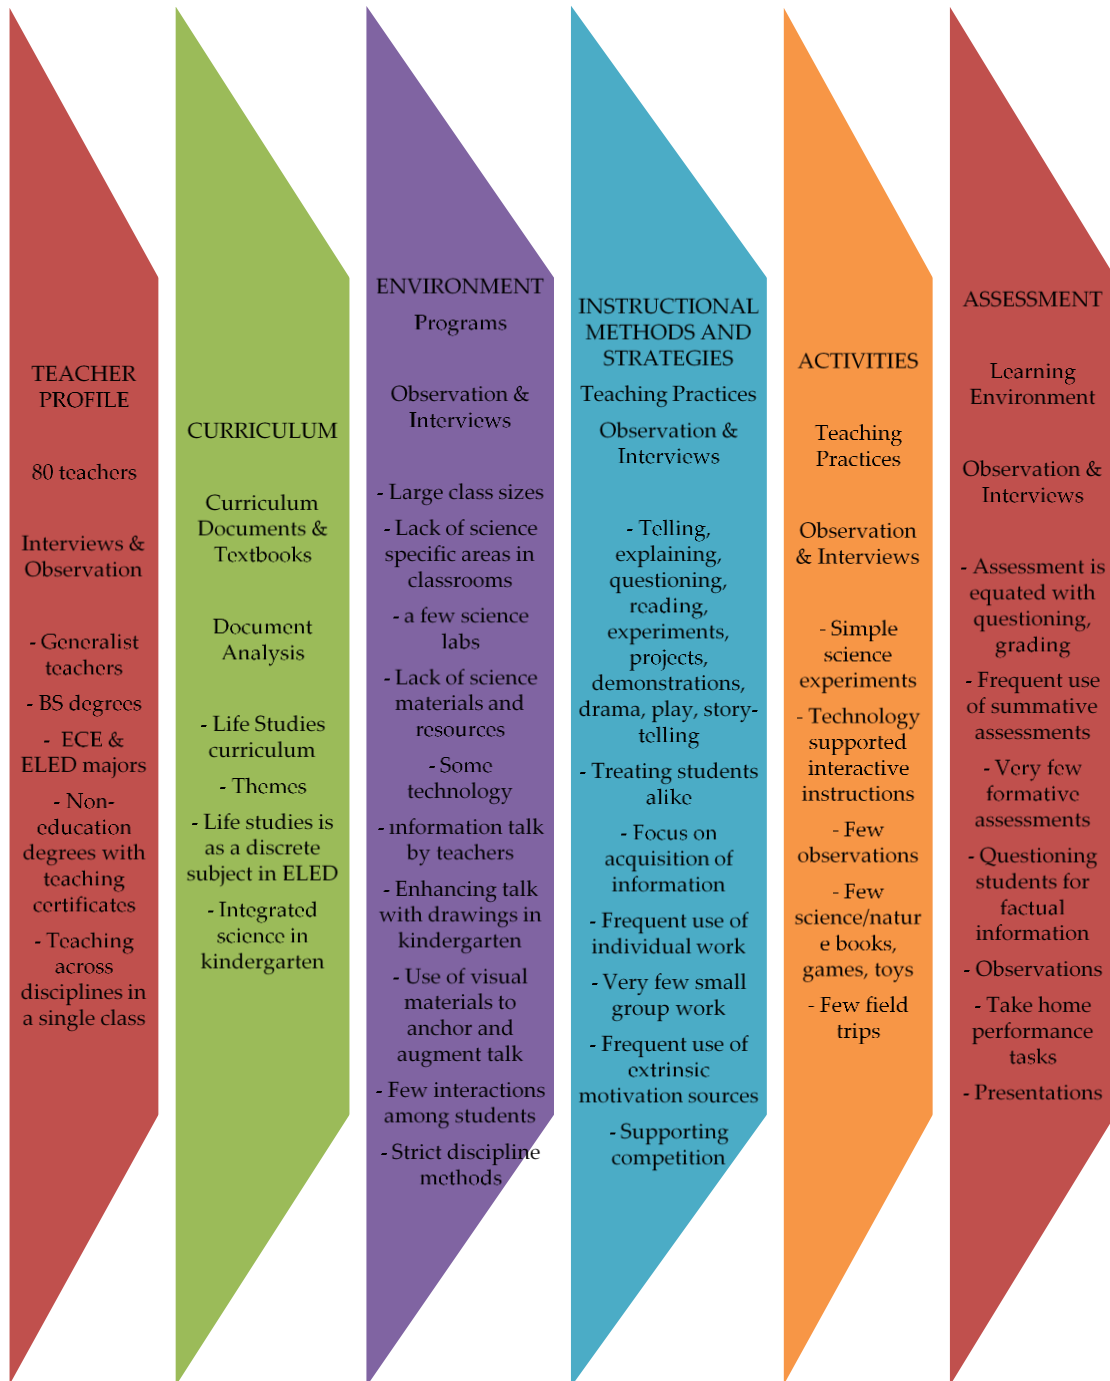 TEACHER
PROFILE
80 teachers
Interviews &
Observation
- Generalist
teachers
- BS degrees
- ECE &
ELED majors
- Non-
education
degrees with
teaching
certificates
- Teaching
across
disciplines in
a single class
CURRICULUM
Curriculum
Documents &
Textbooks
Document
Analysis
- Life Studies
curriculum
- Themes
- Life studies is
as a discrete
subject in ELED
- Integrated
science in
kindergarten
ENVIRONMENT
Programs
Observation &
Interviews
- Large class sizes
- Lack of science
specific areas in
classrooms
- a few science
labs
- Lack of science
materials and
resources
- Some
technology
- ınformation talk
by teachers
- Enhancing talk
with drawings in
kindergarten
- Use of visual
materials to
anchor and
augment talk
- Few interactions
among students
- Strict discipline
methods
INSTRUCTIONAL
METHODS AND
STRATEGIES
Teaching Practices
Observation &
Interviews
- Telling,
explaining,
questioning,
reading,
experiments,
projects,
demonstrations,
drama, play, story-
telling
- Treating students
alike
- Focus on
acquisition of
information
- Frequent use of
individual work
- Very few small
group work
- Frequent use of
extrinsic
motivation sources
- Supporting
competition
ACTIVITIES
Teaching
Practices
Observation
& Interviews
- Simple
science
experiments
- Technology
supported
interactive
instructions
- Few
observations
- Few
science/natur
e books,
games, toys
- Few field
trips
ASSESSMENT
Learning
Environment
Observation &
Interviews
- Assessment is
equated with
questioning,
grading
- Frequent use
of summative
assessments
- Very few
formative
assessments
- Questioning
students for
factual
information
- Observations
- Take home
performance
tasks
- Presentations